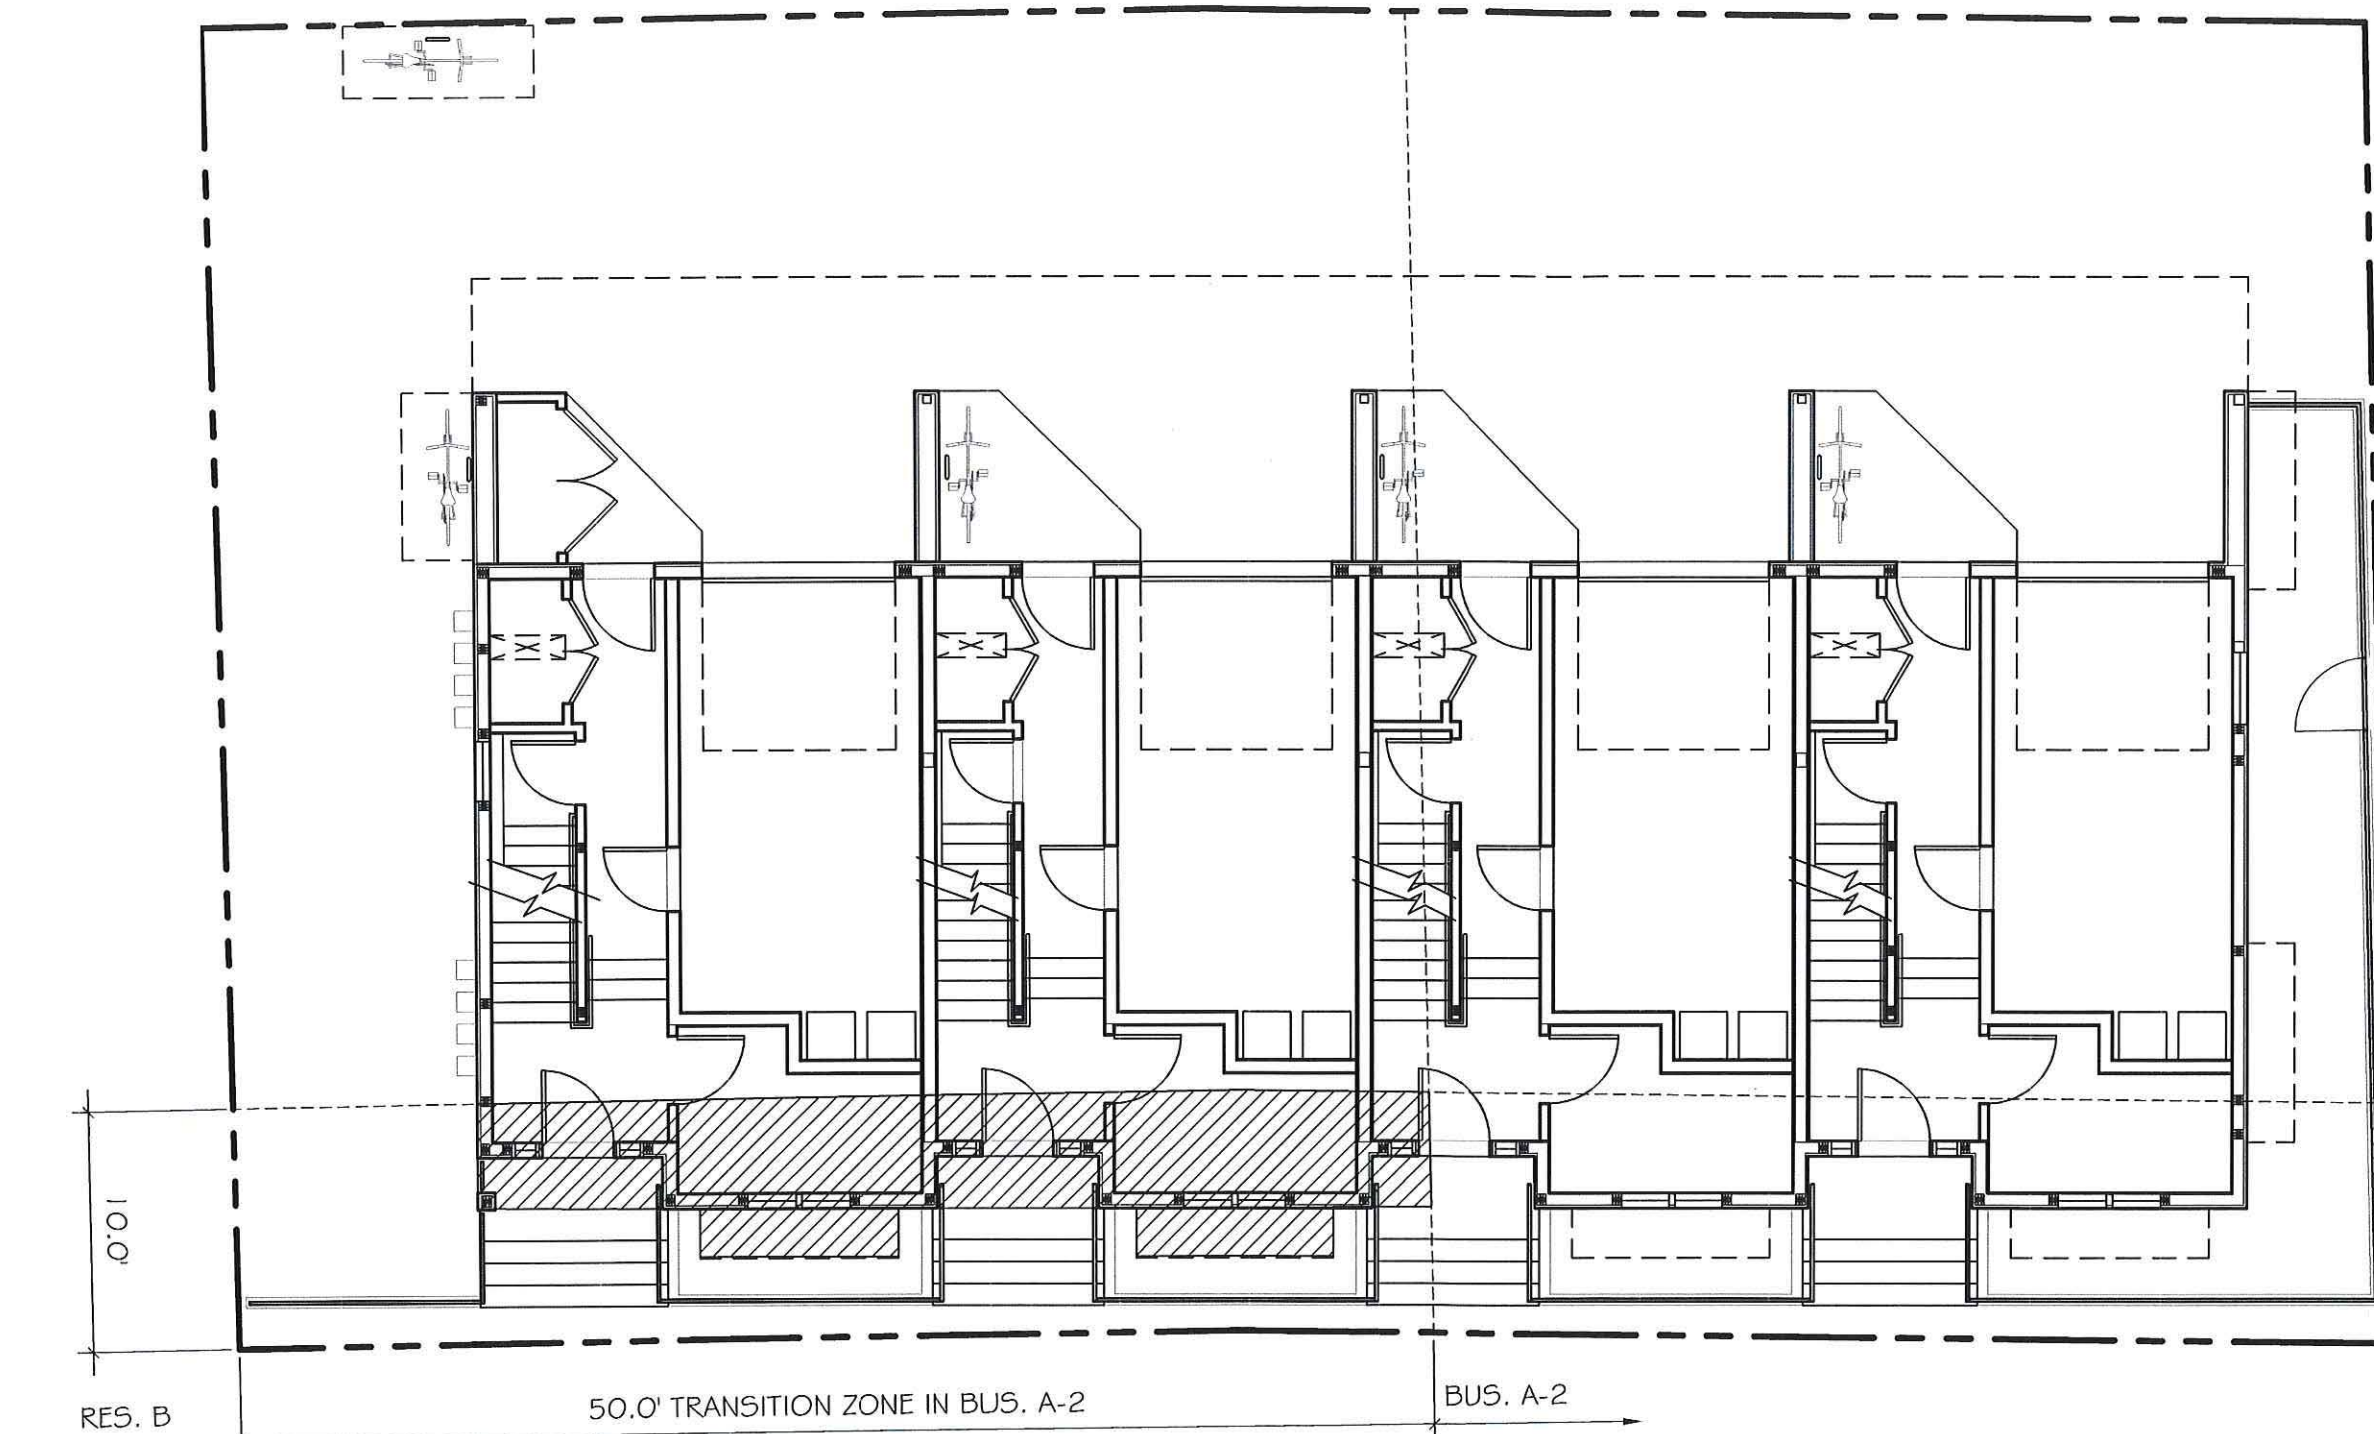 10.0'
RES. B
50.0' TRANSITION ZONE IN BUS. A-2
BUS. A-2